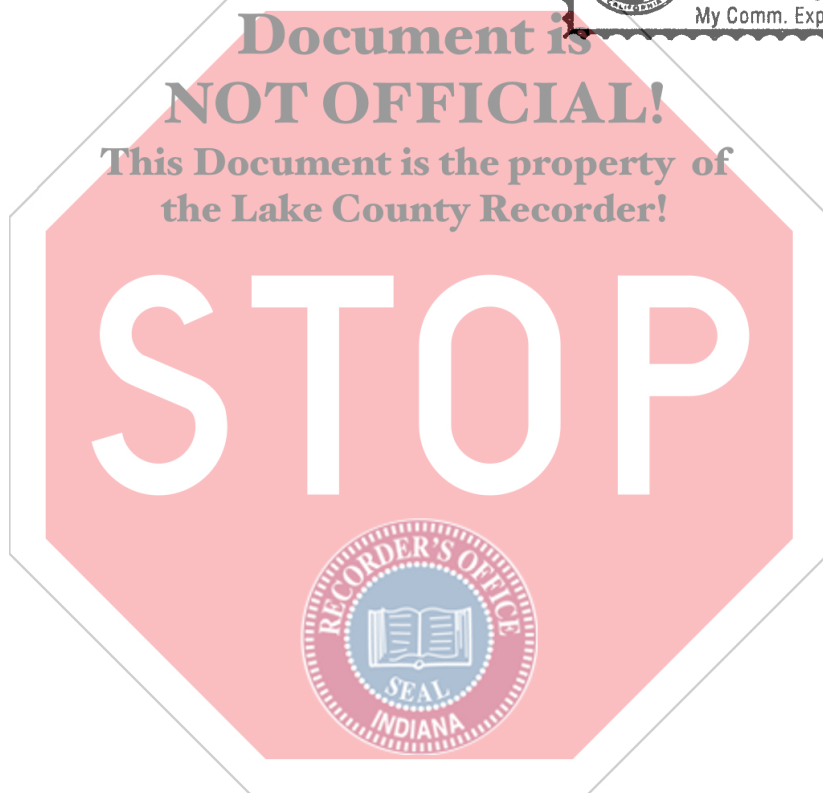 My Comm. Exp
Document is
NOT OFFICIAL!
This Document is the property of
the Lake County Recorder!
STOP
RECORDER'S OFFICE
SEAL
INDIANA